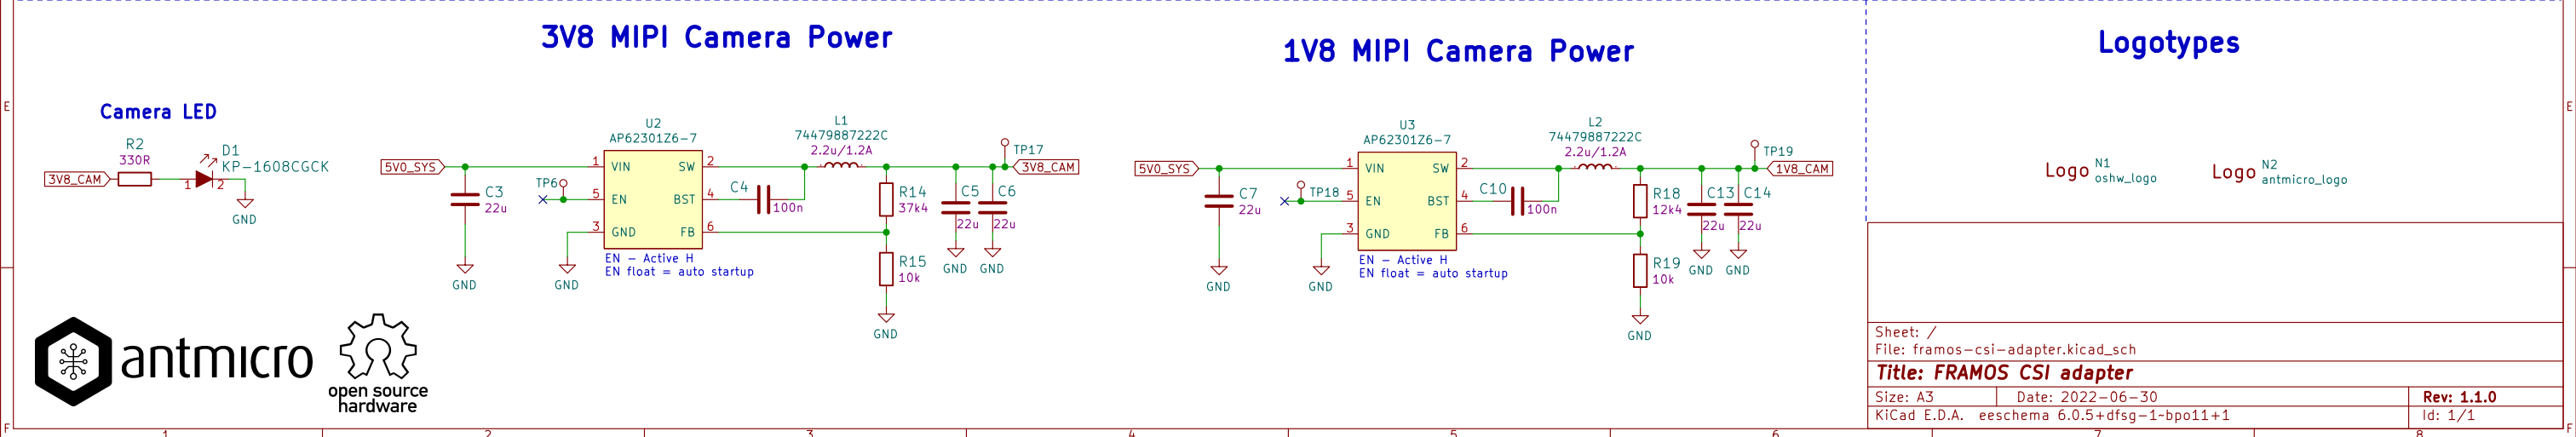 3V8 MIPI Camera Power
1V8 MIPI Camera Power
Logotypes
E
E
Camera LED
R2
330R
3V8_CAM
D1
KP-1608CGCK
1
2
GND
5V0_SYS
C3
22u
GND
TP6
U2
AP62301Z6-7
1 VIN SW 2
5 EN BST 4
3 GND FB 6
EN - Active H
EN float = auto startup
GND
C4
100n
L1
74479887222C
2.2u/1.2A
R14
37k4
R15
10k
GND
C5
22u
GND
C6
22u
GND
TP17
3V8_CAM
5V0_SYS
C7
22u
GND
TP18
U3
AP62301Z6-7
1 VIN SW 2
5 EN BST 4
3 GND FB 6
EN - Active H
EN float = auto startup
GND
C10
100n
L2
74479887222C
2.2u/1.2A
R18
12k4
R19
10k
GND
C13
22u
GND
C14
22u
GND
TP19
1V8_CAM
Logo
N1
oshw_logo
Logo
N2
antmicro_logo
antmicro
open source
hardware
Sheet: /
File: framos-csi-adapter.kicad_sch
Title: FRAMOS CSI adapter
Size: A3
Date: 2022-06-30
Rev: 1.1.0
KiCad E.D.A. eeschema 6.0.5+dfsg-1~bpo11+1
Id: 1/1
F
F
1 2 3 4 5 6 7 8